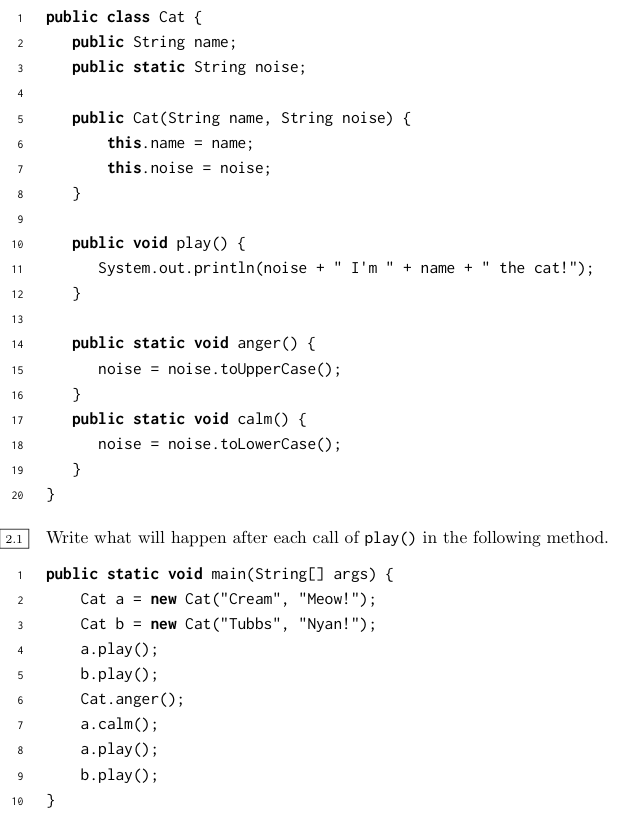 1 public class Cat {
2 public String name;
3 public static String noise;
4
5 public Cat(String name, String noise) {
6 this.name = name;
7 this.noise = noise;
8 }
9
10 public void play() {
11 System.out.println(noise + " I'm " + name + " the cat!");
12 }
13
14 public static void anger() {
15 noise = noise.toUpperCase();
16 }
17 public static void calm() {
18 noise = noise.toLowerCase();
19 }
20 }
2.1 Write what will happen after each call of play() in the following method.
1 public static void main(String[] args) {
2 Cat a = new Cat("Cream", "Meow!");
3 Cat b = new Cat("Tubbs", "Nyan!");
4 a.play();
5 b.play();
6 Cat.anger();
7 a.calm();
8 a.play();
9 b.play();
10 }